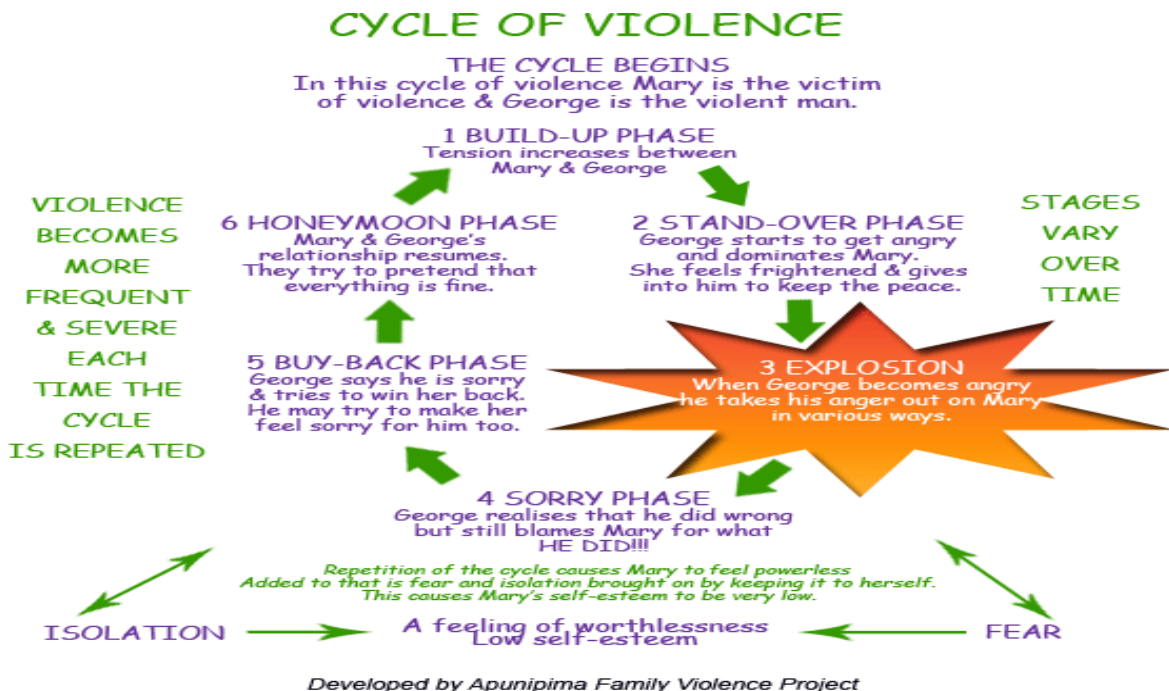 CYCLE OF VIOLENCE
THE CYCLE BEGINS
In this cycle of violence Mary is the victim
of violence & George is the violent man.
1 BUILD-UP PHASE
Tension increases between
Mary & George
2 STAND-OVER PHASE
George starts to get angry
and dominates Mary.
She feels frightened & gives
into him to keep the peace.
3 EXPLOSION
When George becomes angry
he takes his anger out on Mary
in various ways.
4 SORRY PHASE
George realises that he did wrong
but still blames Mary for what
HE DID!!!
5 BUY-BACK PHASE
George says he is sorry
& tries to win her back.
He may try to make her
feel sorry for him too.
6 HONEYMOON PHASE
Mary & George's
relationship resumes.
They try to pretend that
everything is fine.
VIOLENCE
BECOMES
MORE
FREQUENT
& SEVERE
EACH
TIME THE
CYCLE
IS REPEATED
STAGES
VARY
OVER
TIME
Repetition of the cycle causes Mary to feel powerless
Added to that is fear and isolation brought on by keeping it to herself.
This causes Mary's self-esteem to be very low.
ISOLATION
A feeling of worthlessness
Low self-esteem
FEAR
Developed by Apunipima Family Violence Project